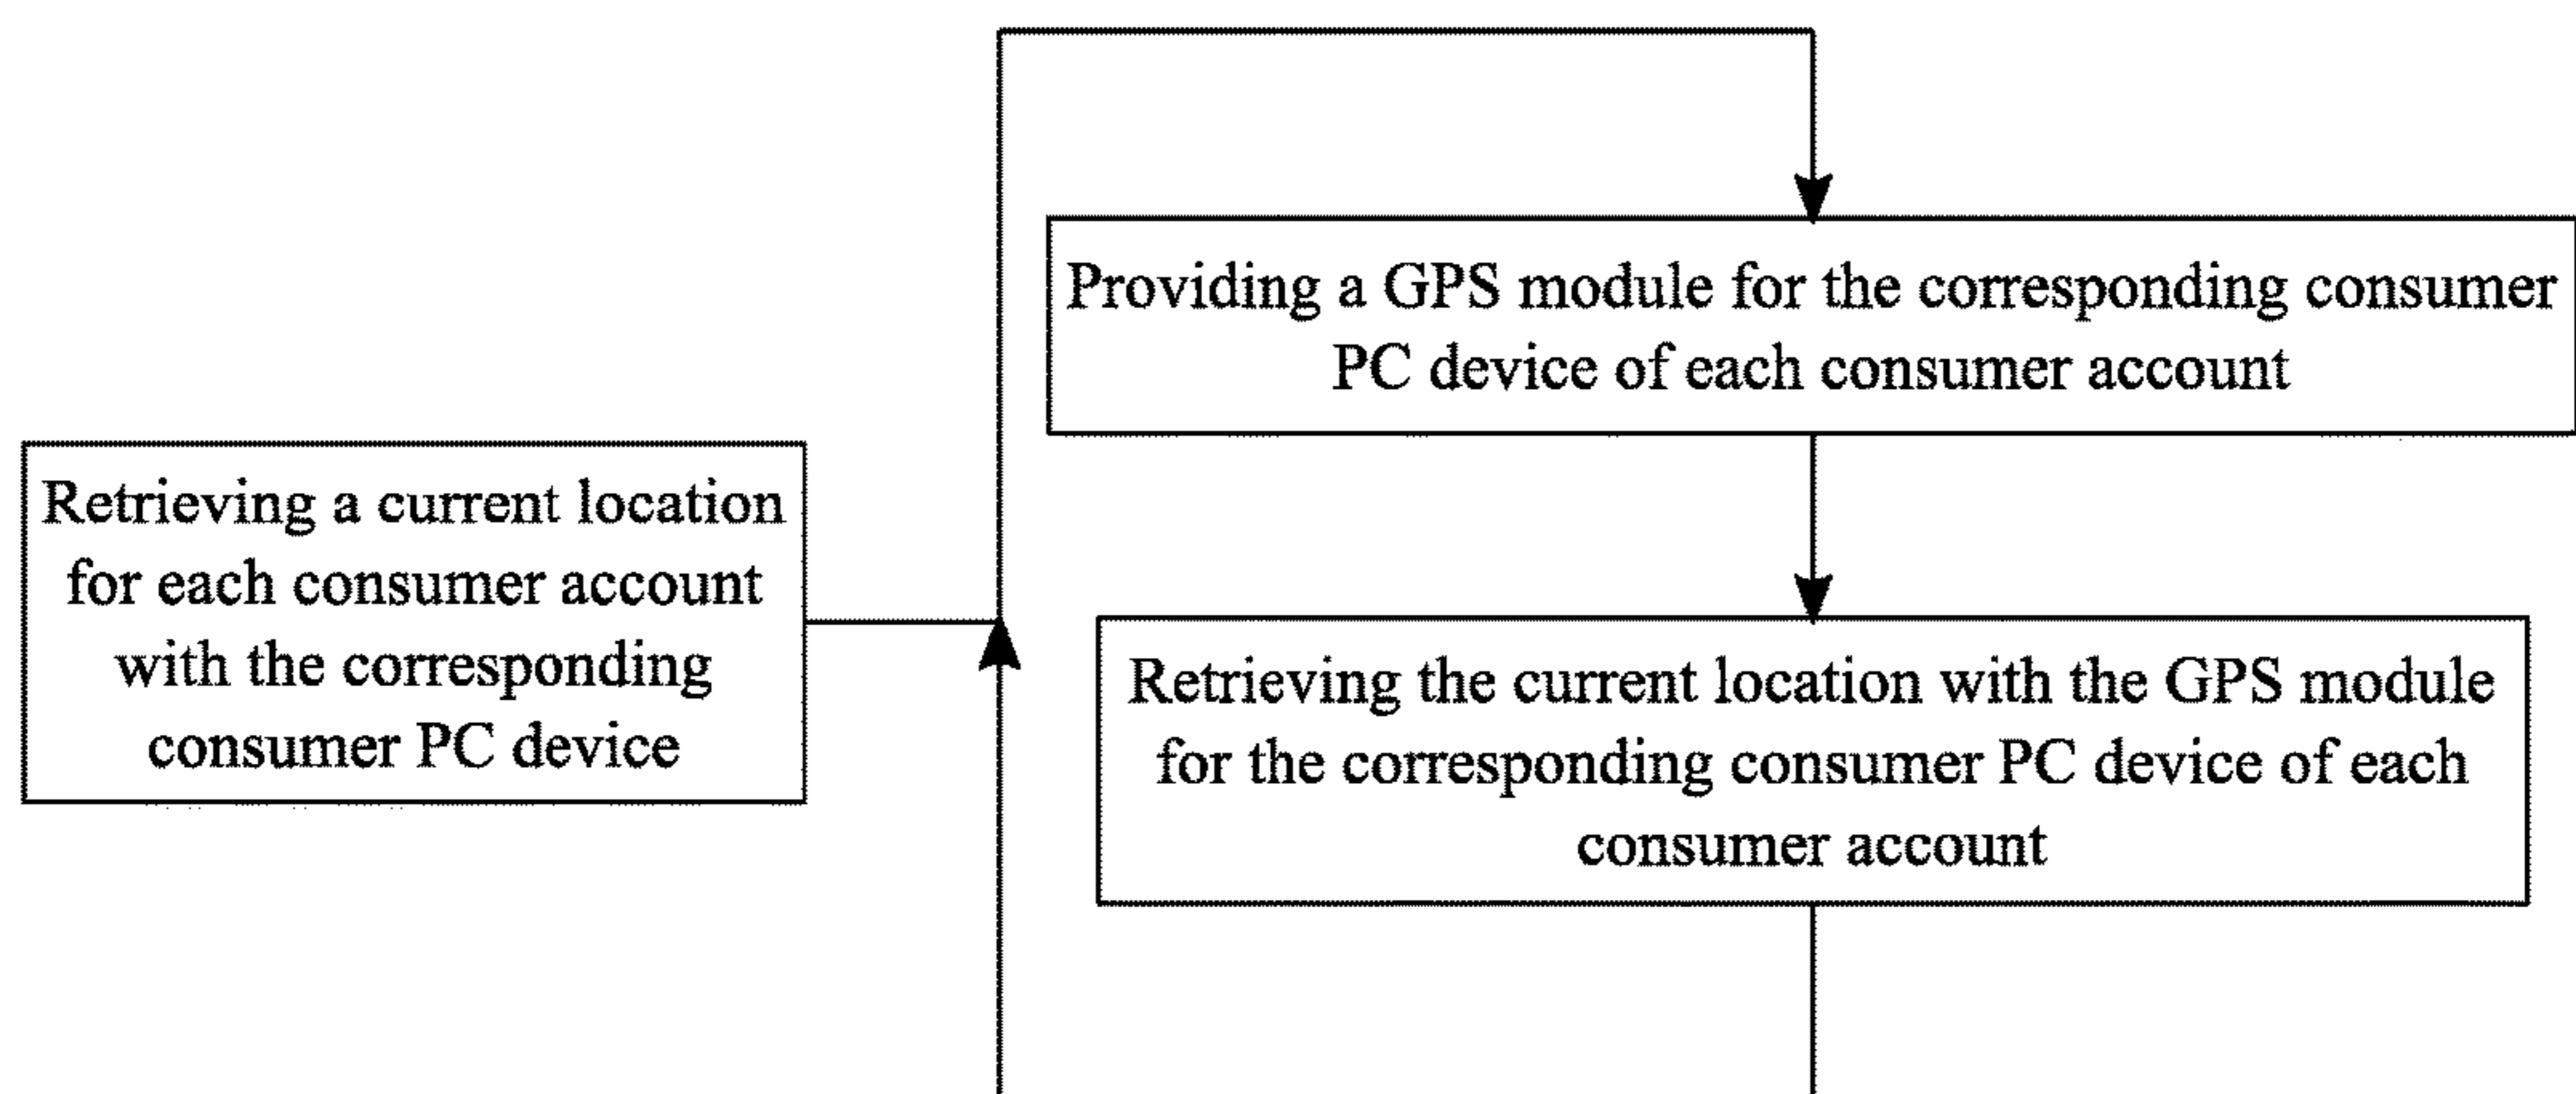 Retrieving a current location
for each consumer account
with the corresponding
consumer PC device
Providing a GPS module for the corresponding consumer
PC device of each consumer account
Retrieving the current location with the GPS module
for the corresponding consumer PC device of each
consumer account